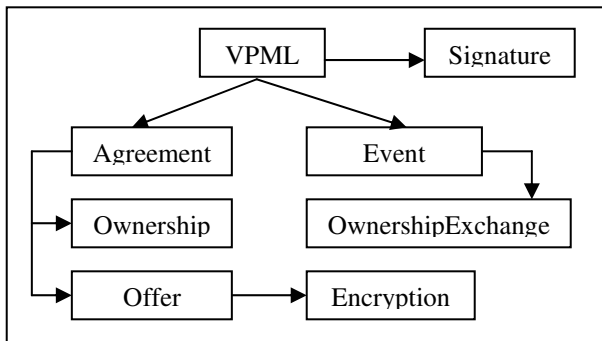 VPML
Signature
Agreement
Event
Ownership
OwnershipExchange
Offer
Encryption